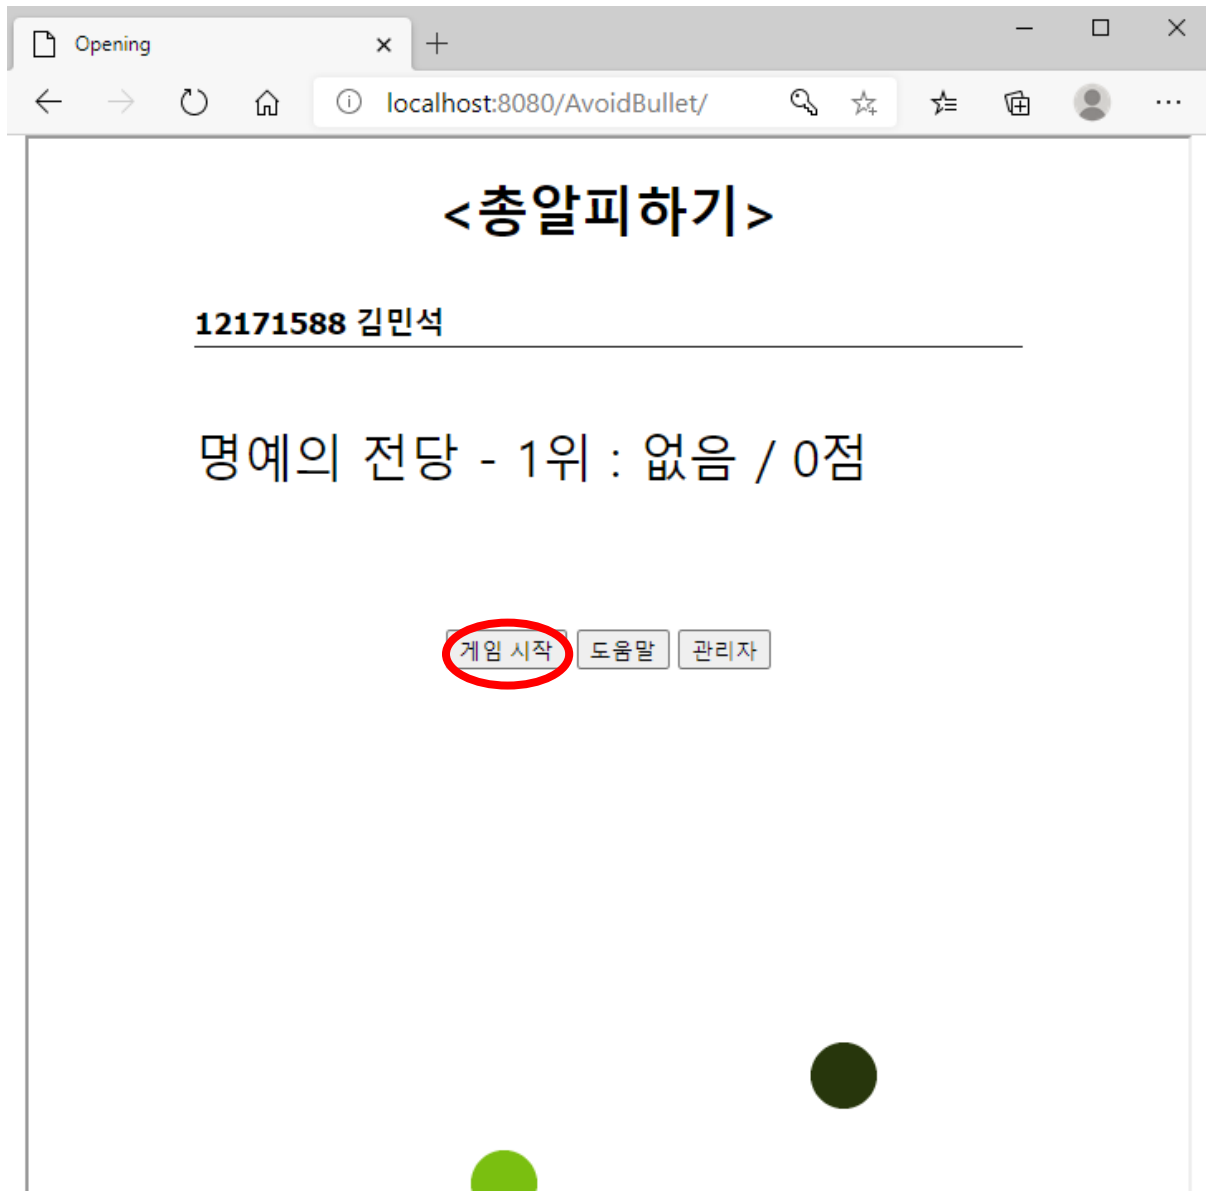 Opening
localhost:8080/AvoidBullet/
<총알피하기>
12171588 김민석
명예의 전당 - 1위 : 없음 / 0점
게임 시작 도움말 관리자